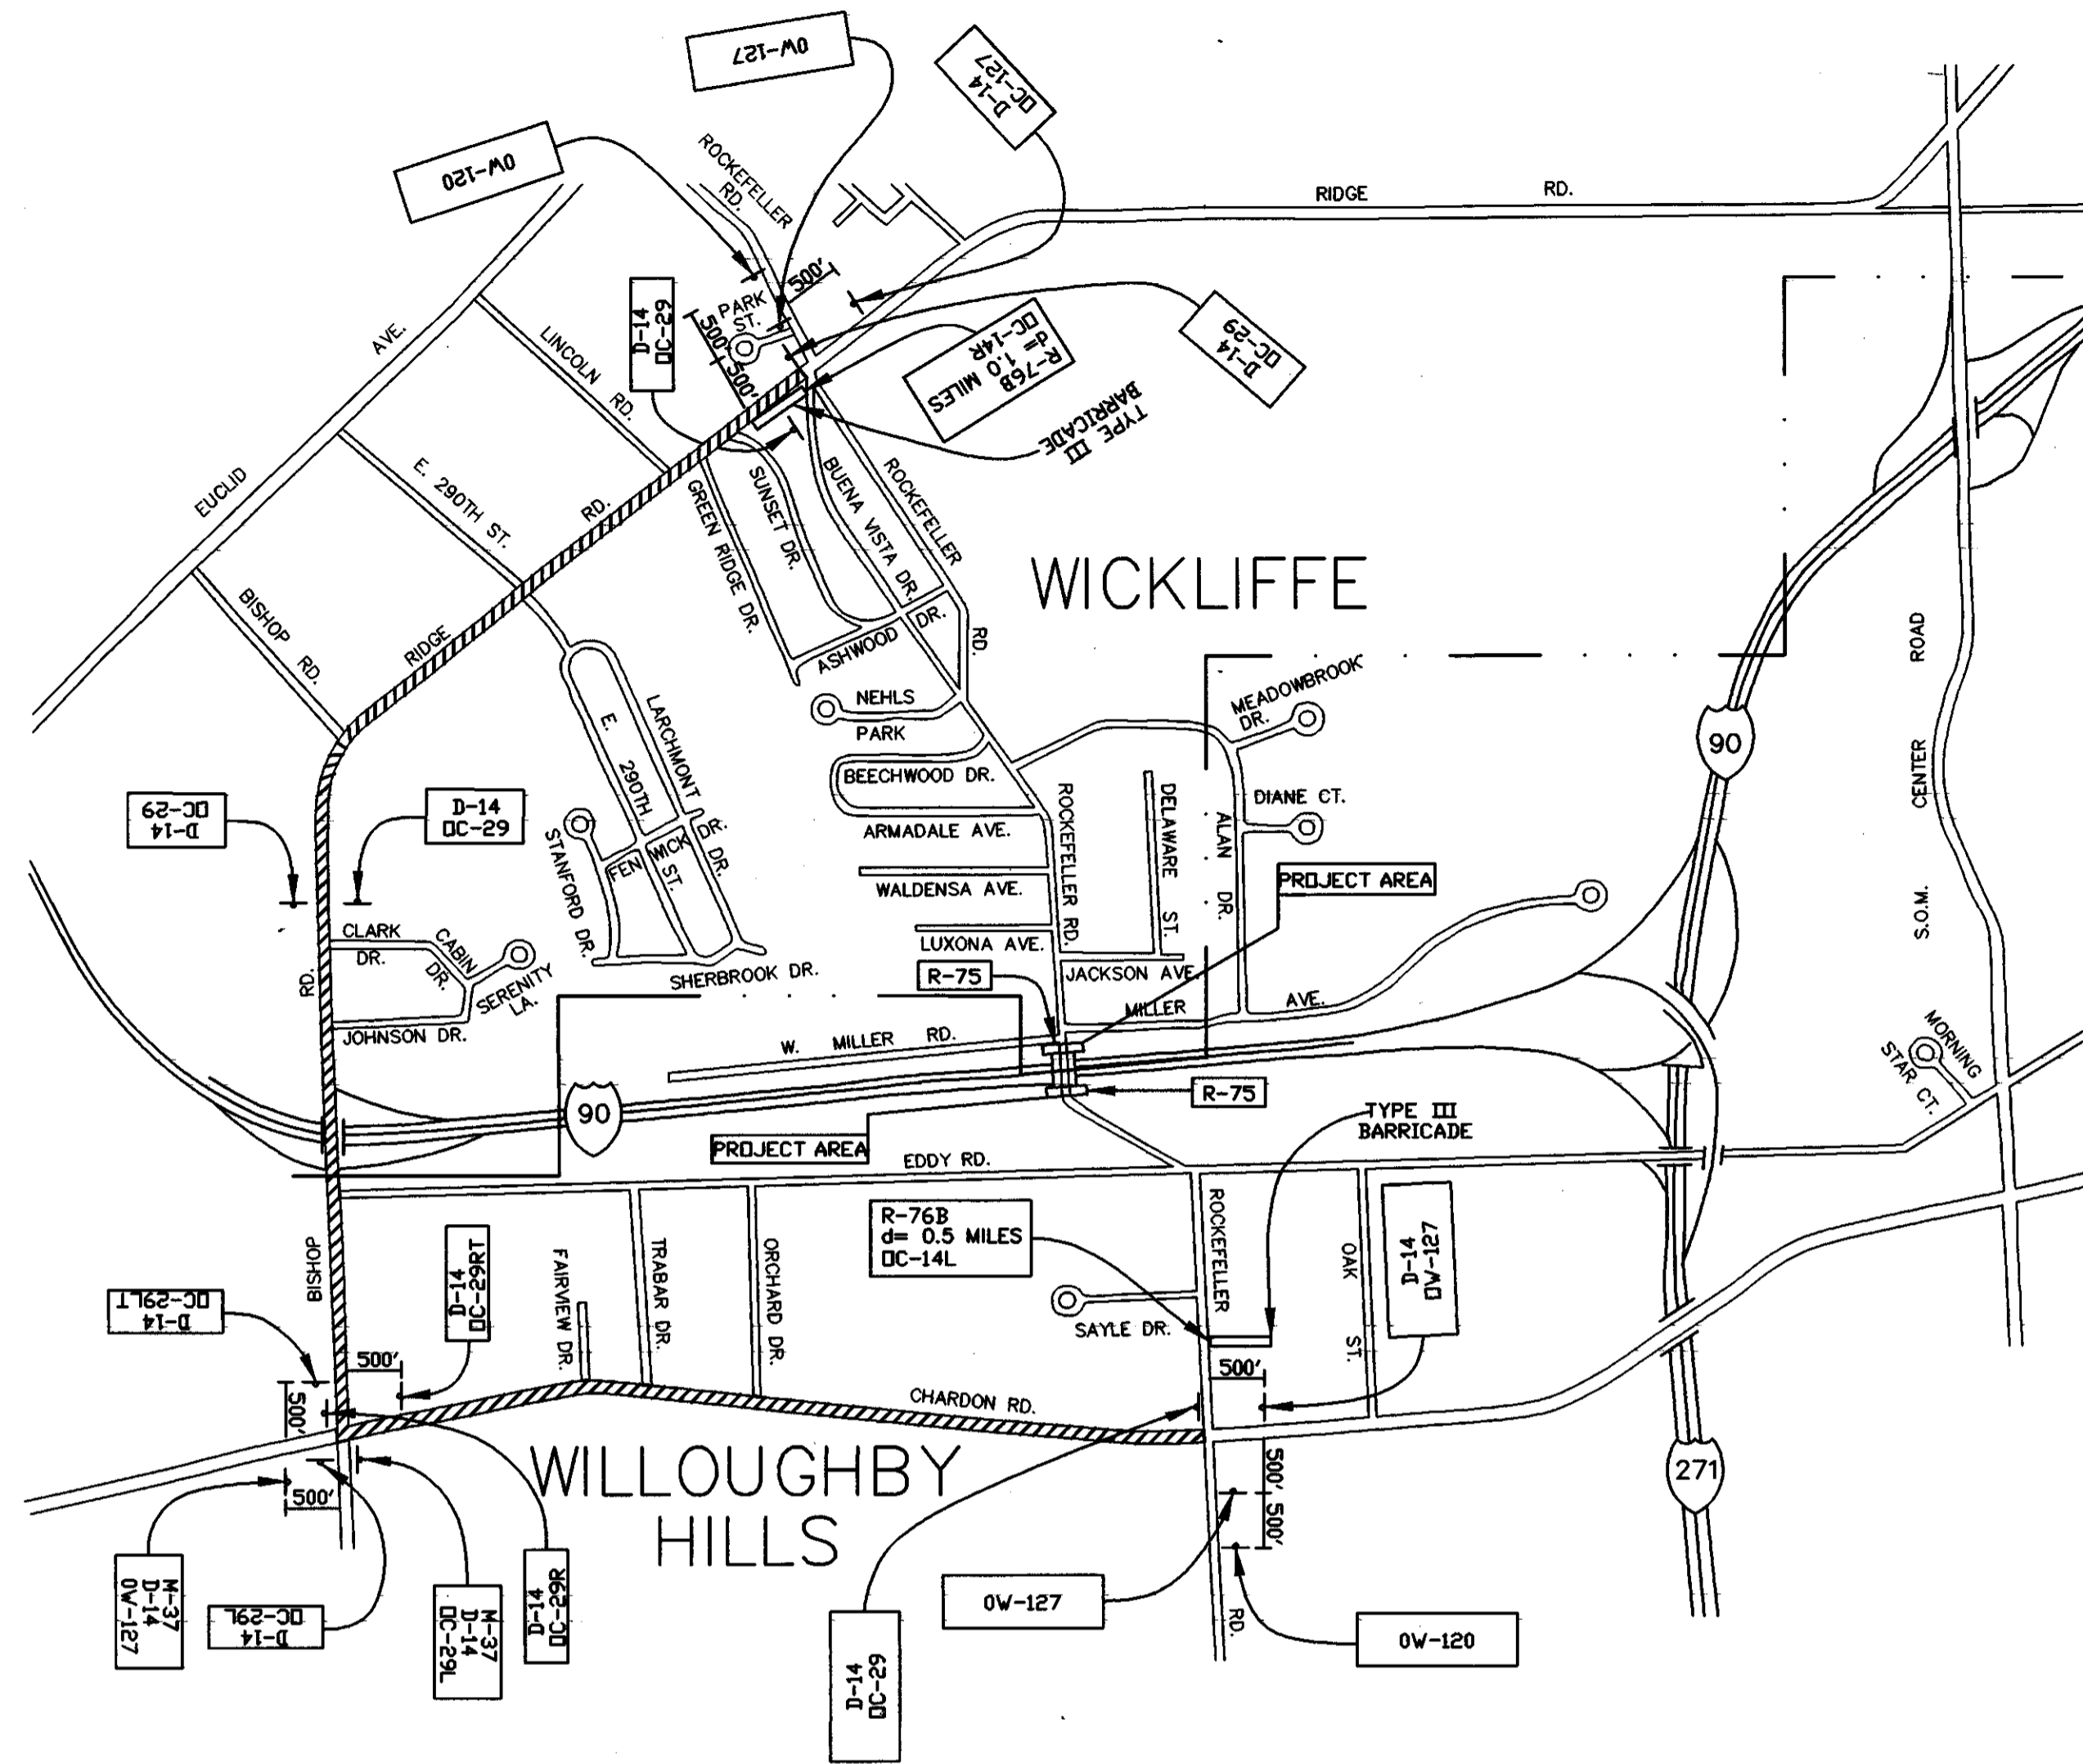 OW-127
D-14
OC-127
OW-120
ROCKEFELLER
RD.
RIDGE
RD.
500'
PARK
ST.
D-14
OC-29
500'
500'
D-14
OC-29
R-76B
d= 1.0 MILES
OC-14R
TYPE III
BARRICADE
AVE.
EUCLID
LINCOLN
RD.
E. 290TH ST.
RD.
RIDGE
BISHOP
RD.
GREEN RIDGE DR.
SUNSET DR.
BUENA VISTA DR.
ROCKEFELLER
RD.
ASHWOOD DR.
WICKLIFFE
NEHLS
PARK
MEADOWBROOK
DR.
LARCHMONT
DR.
E.
290TH
BEECHWOOD DR.
ARMADALE AVE.
ROCKEFELLER RD.
DELAWARE ST.
ALAN DR.
DIANE CT.
90
ROAD
CENTER
S.O.M.
D-14
OC-29
D-14
OC-29
STANFORD DR.
FEN
WICK
ST.
DR.
WALDENSA AVE.
PROJECT AREA
CLARK
DR.
CABIN
DR.
SERENITY
LA.
RD.
JOHNSON DR.
SHERBROOK DR.
LUXONA AVE.
R-75
JACKSON AVE.
MILLER AVE.
W. MILLER RD.
MORNING
STAR CT.
90
R-75
PROJECT AREA
TYPE III
BARRICADE
EDDY RD.
BISHOP
D-14
OC-29RT
FAIRVIEW DR.
TRABAR DR.
ORCHARD DR.
R-76B
d= 0.5 MILES
OC-14L
ROCKEFELLER
OAK
ST.
D-14
OW-127
D-14
OC-29LT
SAYLE DR.
500'
500'
500'
CHARDON RD.
WILLOUGHBY
HILLS
500'
500'
500'
271
M-37
D-14
OW-127
D-14
OC-29L
M-37
D-14
OC-29L
D-14
OC-29R
OW-127
D-14
OC-29
RD.
OW-120